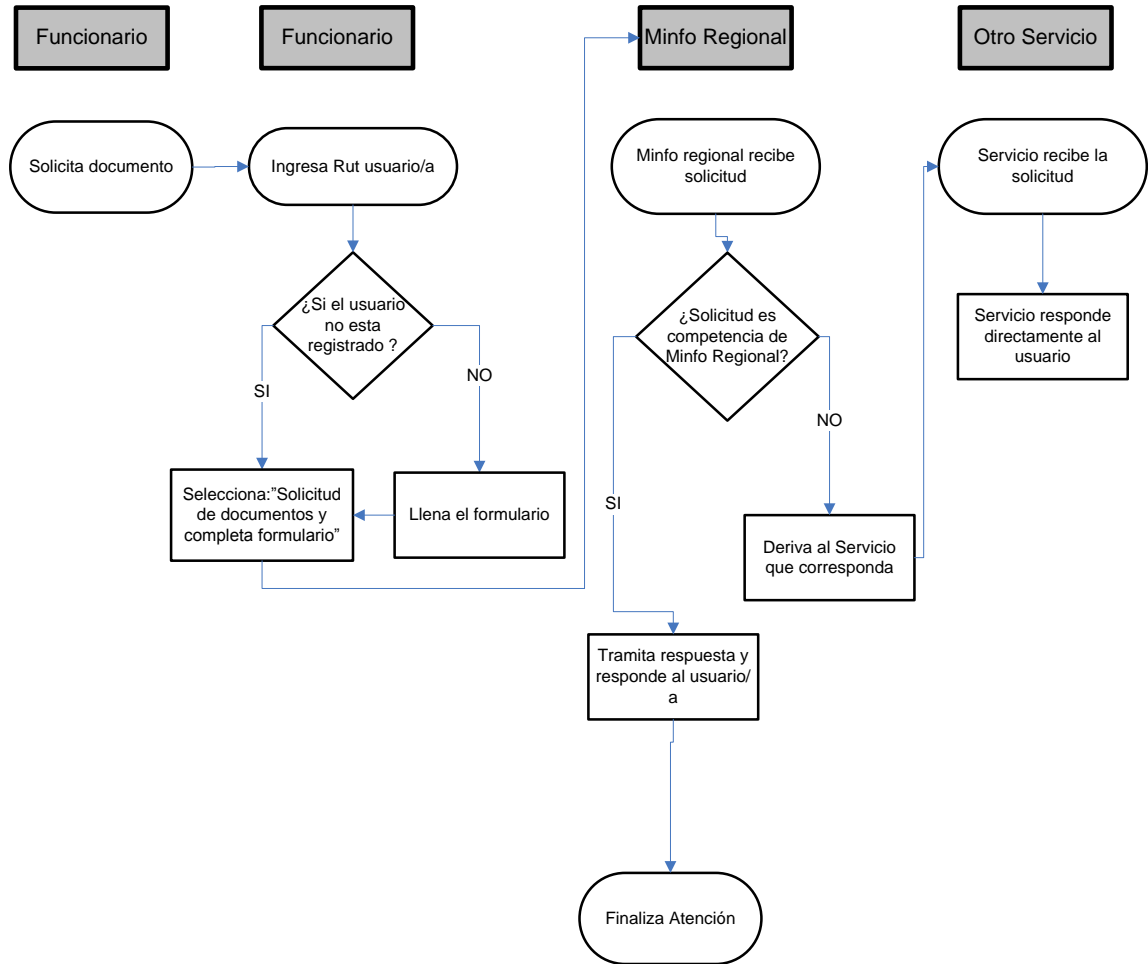 Funcionario
Funcionario
Minfo Regional
Otro Servicio
Solicita documento
Ingresa Rut usuario/a
Minfo regional recibe
solicitud
Servicio recibe la
solicitud
¿Si el usuario
no esta
registrado ?
¿Solicitud es
competencia de
Minfo Regional?
Servicio responde
directamente al
usuario
SI
NO
NO
SI
Selecciona:”Solicitud
de documentos y
completa formulario”
Llena el formulario
Deriva al Servicio
que corresponda
Tramita respuesta y
responde al usuario/
a
Finaliza Atención